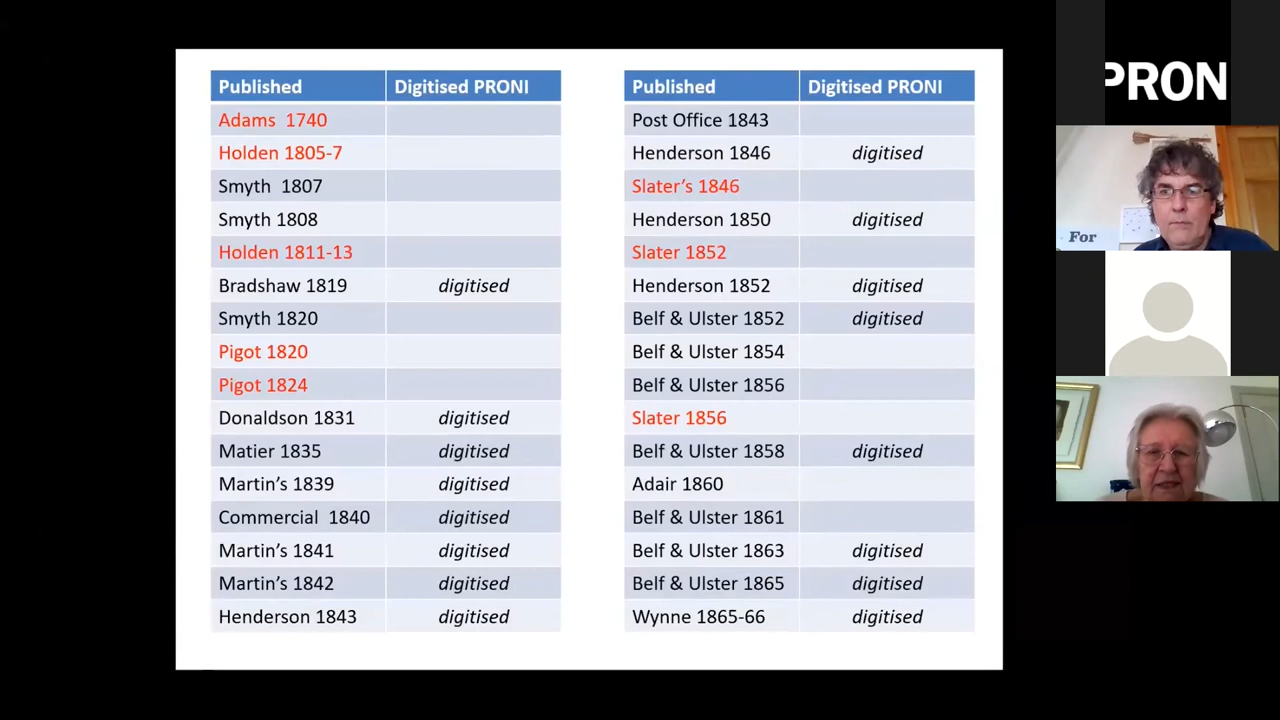 Published Digitised PRONI
Adams 1740
Holden 1805-7
Smyth 1807
Smyth 1808
Holden 1811-13
Bradshaw 1819 digitised
Smyth 1820
Pigot 1820
Pigot 1824
Donaldson 1831 digitised
Matier 1835 digitised
Martin’s 1839 digitised
Commercial 1840 digitised
Martin’s 1841 digitised
Martin’s 1842 digitised
Henderson 1843 digitised
Published Digitised PRONI
Post Office 1843
Henderson 1846 digitised
Slater’s 1846
Henderson 1850 digitised
Slater 1852
Henderson 1852 digitised
Belf & Ulster 1852 digitised
Belf & Ulster 1854
Belf & Ulster 1856
Slater 1856
Belf & Ulster 1858 digitised
Adair 1860
Belf & Ulster 1861
Belf & Ulster 1863 digitised
Belf & Ulster 1865 digitised
Wynne 1865-66 digitised
PRON
For